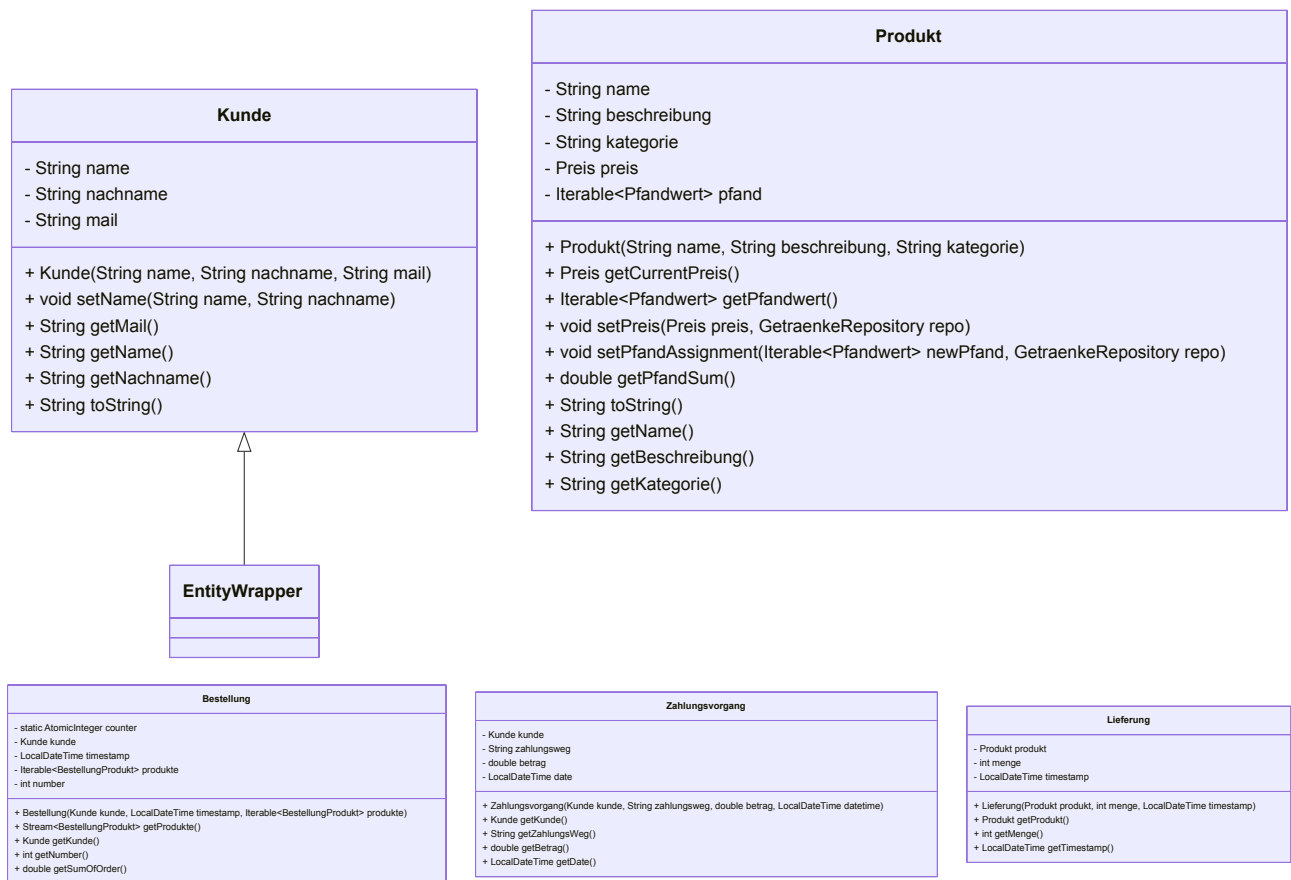 Kunde
- String name
- String nachname
- String mail
+ Kunde(String name, String nachname, String mail)
+ void setName(String name, String nachname)
+ String getMail()
+ String getName()
+ String getNachname()
+ String toString()
Produkt
- String name
- String beschreibung
- String kategorie
- Preis preis
- Iterable<Pfandwert> pfand
+ Produkt(String name, String beschreibung, String kategorie)
+ Preis getCurrentPreis()
+ Iterable<Pfandwert> getPfandwert()
+ void setPreis(Preis preis, GetraenkeRepository repo)
+ void setPfandAssignment(Iterable<Pfandwert> newPfand, GetraenkeRepository repo)
+ double getPfandSum()
+ String toString()
+ String getName()
+ String getBeschreibung()
+ String getKategorie()
EntityWrapper
Bestellung
- static AtomicInteger counter
- Kunde kunde
- LocalDateTime timestamp
- Iterable<BestellungProdukt> produkte
- int number
+ Bestellung(Kunde kunde, LocalDateTime timestamp, Iterable<BestellungProdukt> produkte)
+ Stream<BestellungProdukt> getProdukte()
+ Kunde getKunde()
+ int getNumber()
+ double getSumOfOrder()
Zahlungsvorgang
- Kunde kunde
- String zahlungsweg
- double betrag
- LocalDateTime date
+ Zahlungsvorgang(Kunde kunde, String zahlungsweg, double betrag, LocalDateTime datetime)
+ Kunde getKunde()
+ String getZahlungsWeg()
+ double getBetrag()
+ LocalDateTime getDate()
Lieferung
- Produkt produkt
- int menge
- LocalDateTime timestamp
+ Lieferung(Produkt produkt, int menge, LocalDateTime timestamp)
+ Produkt getProdukt()
+ int getMenge()
+ LocalDateTime getTimestamp()